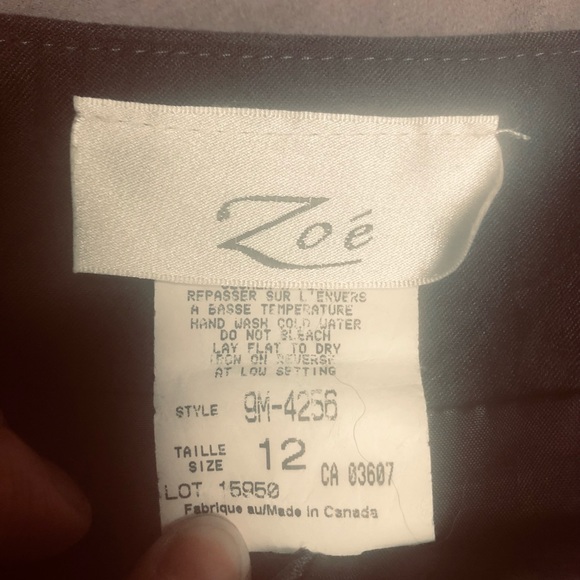 Zoé
REPASSER SUR L'ENVERS
A BASSE TEMPERATURE
HAND WASH COLD WATER
DO NOT BLEACH
LAY FLAT TO DRY
IRON ON REVERSE
AT LOW SETTING
STYLE 9M-4256
TAILLE
SIZE 12 CA 03607
LOT 15950
Fabrique au/Made in Canada